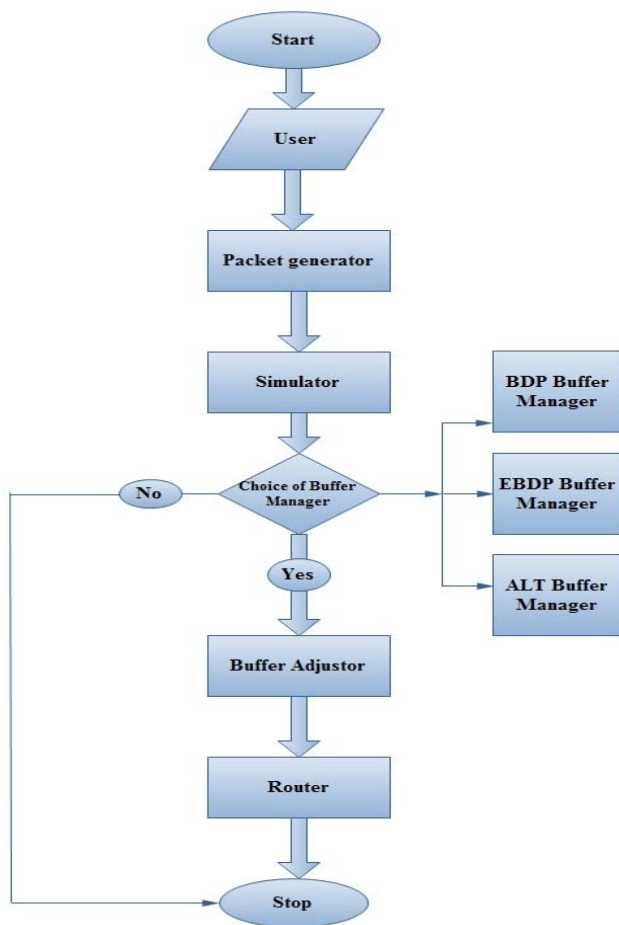 Start
User
Packet generator
Simulator
Choice of Buffer
Manager
No
Yes
BDP Buffer
Manager
EBDP Buffer
Manager
ALT Buffer
Manager
Buffer Adjustor
Router
Stop